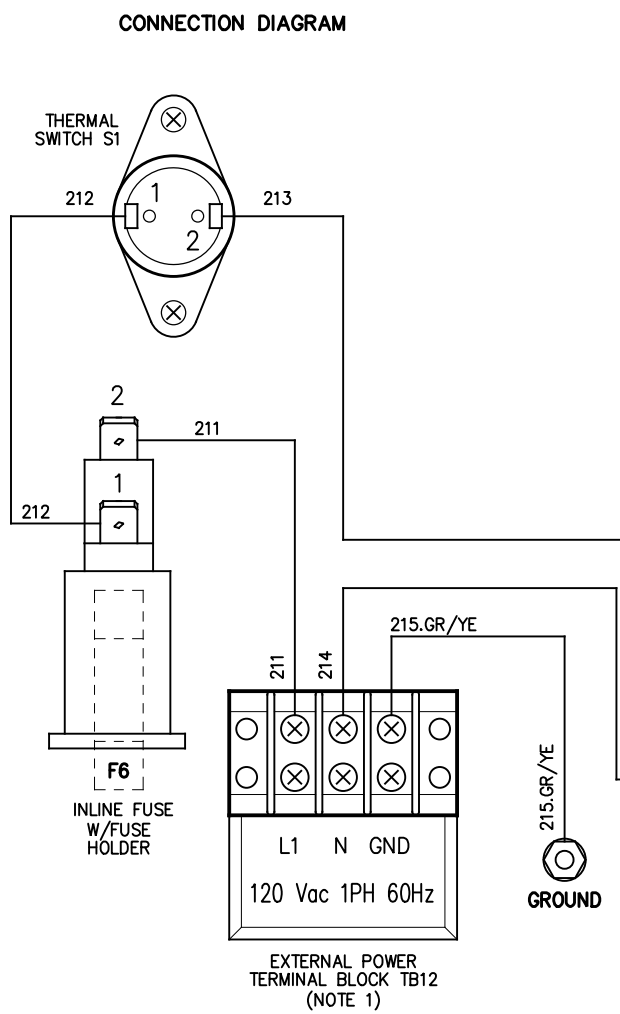 CONNECTION DIAGRAM
THERMAL
SWITCH S1
212
1
213
2
2
211
1
212
215.GR/YE
211
214
215.GR/YE
F6
INLINE FUSE
W/FUSE
HOLDER
L1 N GND
120 Vac 1PH 60Hz
GROUND
EXTERNAL POWER
TERMINAL BLOCK TB12
(NOTE 1)